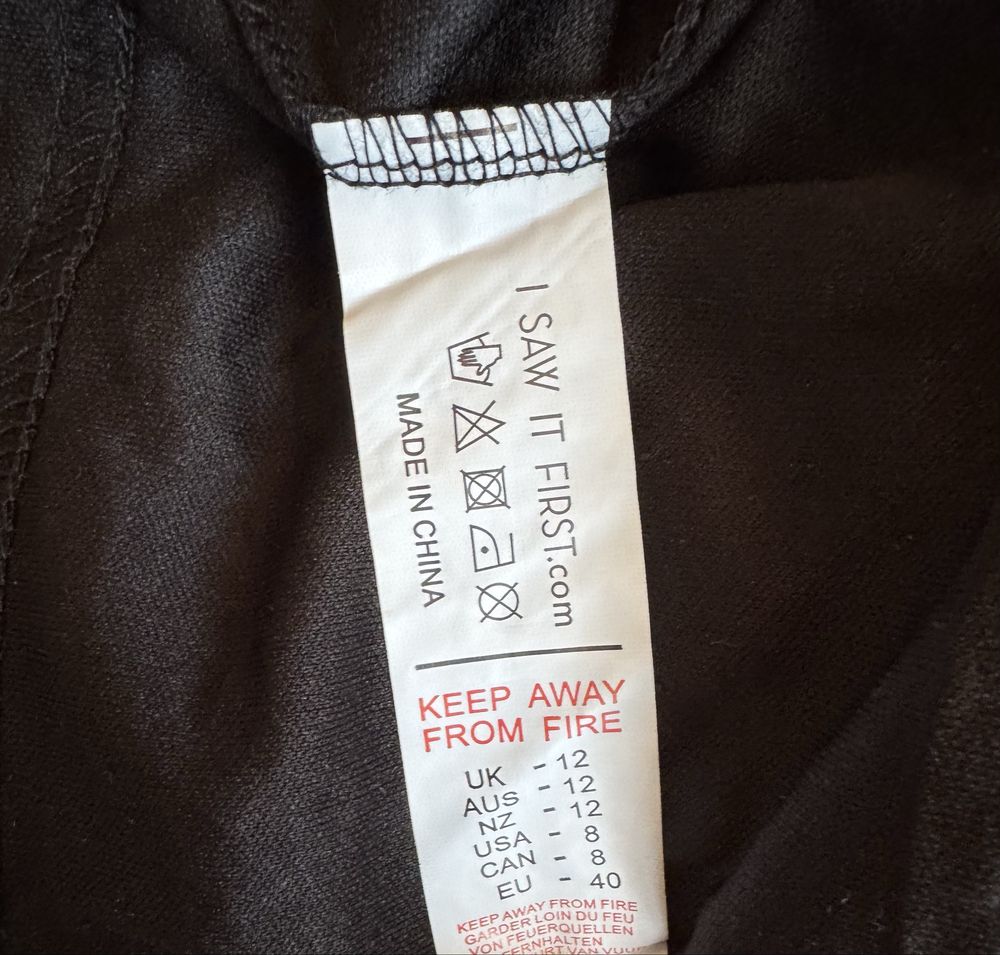 I SAW IT FIRST.com
MADE IN CHINA
KEEP AWAY
FROM FIRE
UK - 12
AUS - 12
NZ - 12
USA - 8
CAN - 8
EU - 40
KEEP AWAY FROM FIRE
GARDER LOIN DU FEU
VON FEUERQUELLEN
FERNHALTEN
VAN